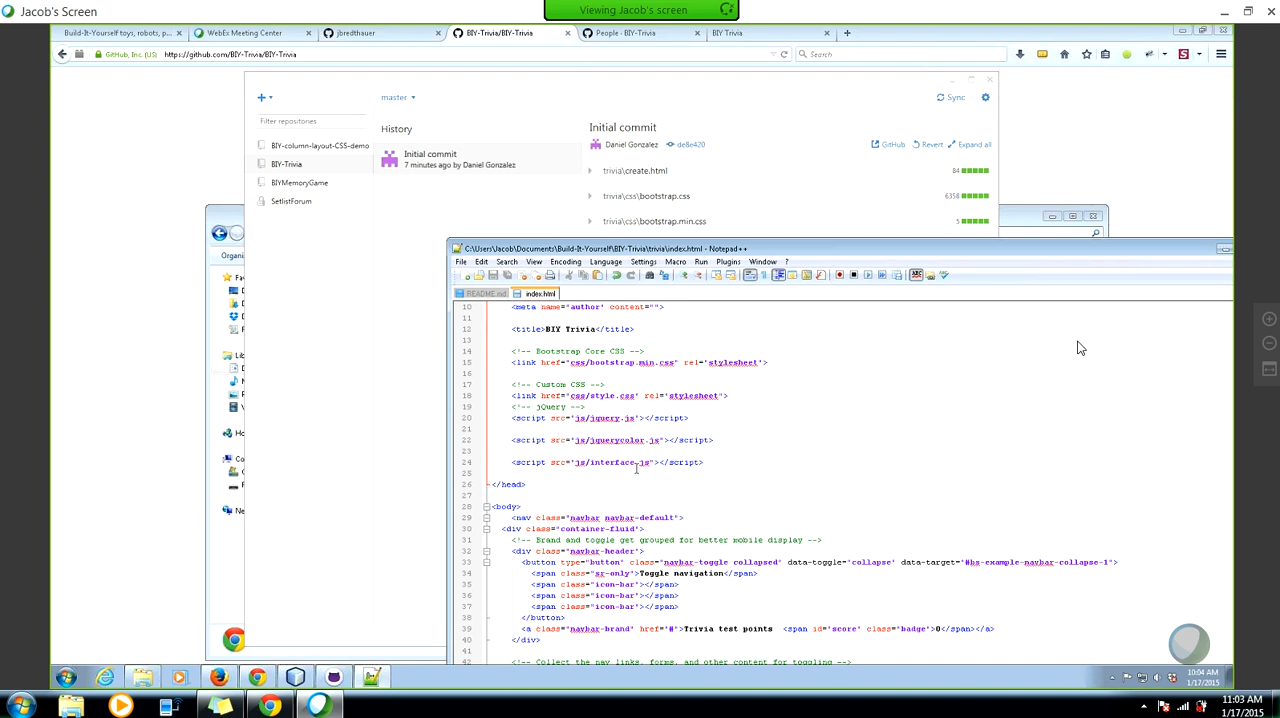 Jacob's Screen
Viewing Jacob's screen
Build-It-Yourself toys, robots, p...
WebEx Meeting Center
jbredthauer
BIY-Trivia/BIY-Trivia
People · BIY-Trivia
BIY Trivia
GitHub, Inc. (US)
https://github.com/BIY-Trivia/BIY-Trivia
Search
master
Sync
Filter repositories
History
Initial commit
BIY-column-layout-CSS-demo
Initial commit
7 minutes ago by Daniel Gonzalez
Daniel Gonzalez
de8e420
GitHub
Revert
Expand all
BIY-Trivia
trivia\create.html
84
BIYMemoryGame
trivia\css\bootstrap.css
6356
SetlistForum
trivia\css\bootstrap.min.css
5
Organi
Fav
Lib
Ho
Co
Ne
C:\Users\Jacob\Documents\Build-It-Yourself\BIY-Trivia\trivia\index.html - Notepad++
File Edit Search View Encoding Language Settings Macro Run Plugins Window ?
README.md
index.html
10 <meta name="author" content="">
11
12 <title>BIY Trivia</title>
13
14 <!-- Bootstrap Core CSS -->
15 <link href="css/bootstrap.min.css" rel="stylesheet">
16
17 <!-- Custom CSS -->
18 <link href="css/style.css" rel="stylesheet">
19 <!-- jQuery -->
20 <script src="js/jquery.js"></script>
21
22 <script src="js/jquerycolor.js"></script>
23
24 <script src="js/interface.js"></script>
25
26 </head>
27
28 <body>
29 <nav class="navbar navbar-default">
30 <div class="container-fluid">
31 <!-- Brand and toggle get grouped for better mobile display -->
32 <div class="navbar-header">
33 <button type="button" class="navbar-toggle collapsed" data-toggle="collapse" data-target="#bs-example-navbar-collapse-1">
34 <span class="sr-only">Toggle navigation</span>
35 <span class="icon-bar"></span>
36 <span class="icon-bar"></span>
37 <span class="icon-bar"></span>
38 </button>
39 <a class="navbar-brand" href="#">Trivia test points <span id="score" class="badge">0</span></a>
40 </div>
41
42 <!-- Collect the nav links, forms, and other content for toggling -->
10:04 AM
1/17/2015
11:03 AM
1/17/2015